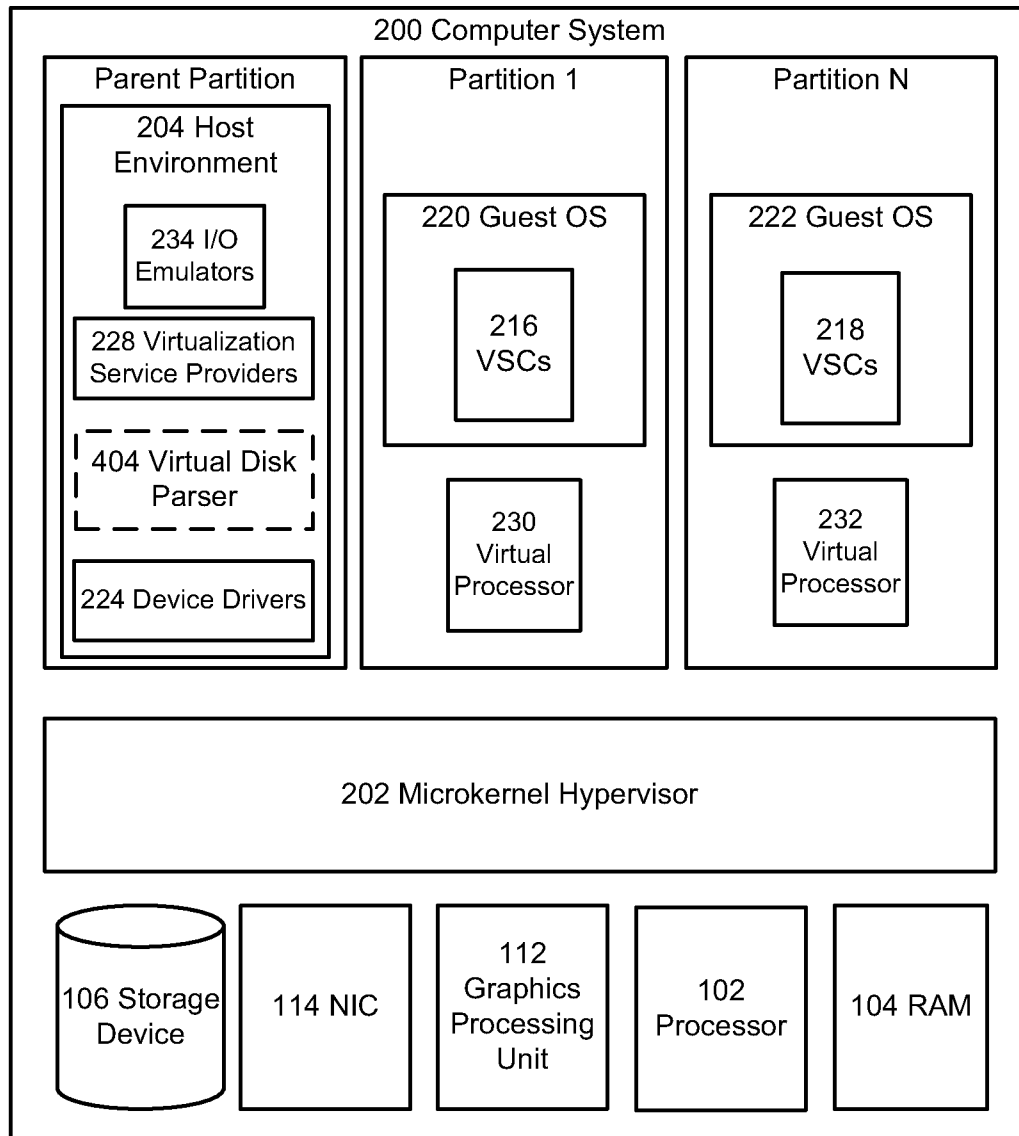 200 Computer System
Parent Partition
204 Host
Environment
234 I/O
Emulators
228 Virtualization
Service Providers
404 Virtual Disk
Parser
224 Device Drivers
Partition 1
220 Guest OS
216
VSCs
230
Virtual
Processor
Partition N
222 Guest OS
218
VSCs
232
Virtual
Processor
202 Microkernel Hypervisor
106 Storage
Device
114 NIC
112
Graphics
Processing
Unit
102
Processor
104 RAM